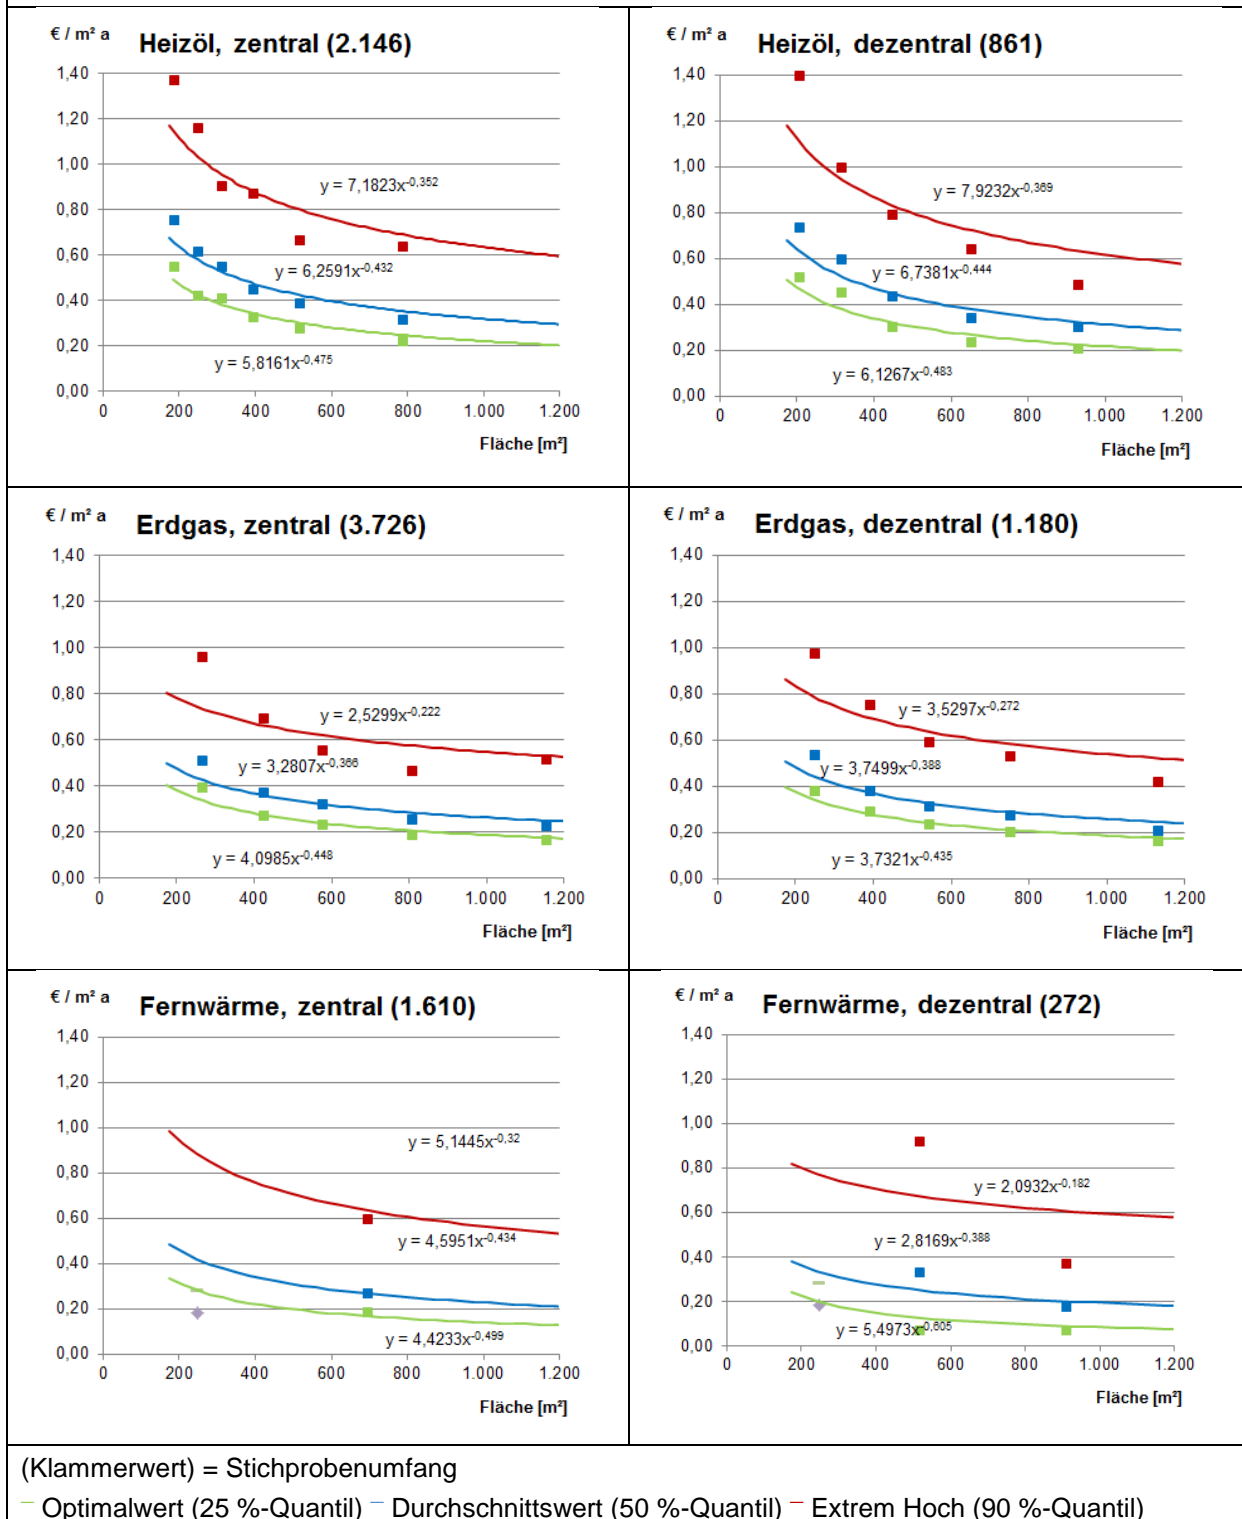 € / m² a
Heizöl, zentral (2.146)
1,40
1,20
1,00
0,80
0,60
0,40
0,20
0,00
y = 7,1823x-0,352
y = 6,2591x-0,432
y = 5,8161x-0,475
0 200 400 600 800 1.000 1.200
Fläche [m²]
€ / m² a
Heizöl, dezentral (861)
1,40
1,20
1,00
0,80
0,60
0,40
0,20
0,00
y = 7,9232x-0,369
y = 6,7381x-0,444
y = 6,1267x-0,483
0 200 400 600 800 1.000 1.200
Fläche [m²]
€ / m² a
Erdgas, zentral (3.726)
1,40
1,20
1,00
0,80
0,60
0,40
0,20
0,00
y = 2,5299x-0,222
y = 3,2807x-0,366
y = 4,0985x-0,448
0 200 400 600 800 1.000 1.200
Fläche [m²]
€ / m² a
Erdgas, dezentral (1.180)
1,40
1,20
1,00
0,80
0,60
0,40
0,20
0,00
y = 3,5297x-0,272
y = 3,7499x-0,388
y = 3,7321x-0,435
0 200 400 600 800 1.000 1.200
Fläche [m²]
€ / m² a
Fernwärme, zentral (1.610)
1,40
1,20
1,00
0,80
0,60
0,40
0,20
0,00
y = 5,1445x-0,32
y = 4,5951x-0,434
y = 4,4233x-0,499
0 200 400 600 800 1.000 1.200
Fläche [m²]
€ / m² a
Fernwärme, dezentral (272)
1,40
1,20
1,00
0,80
0,60
0,40
0,20
0,00
y = 2,0932x-0,182
y = 2,8169x-0,388
y = 5,4973x-0,605
0 200 400 600 800 1.000 1.200
Fläche [m²]
(Klammerwert) = Stichprobenumfang
– Optimalwert (25 %-Quantil) – Durchschnittswert (50 %-Quantil) – Extrem Hoch (90 %-Quantil)